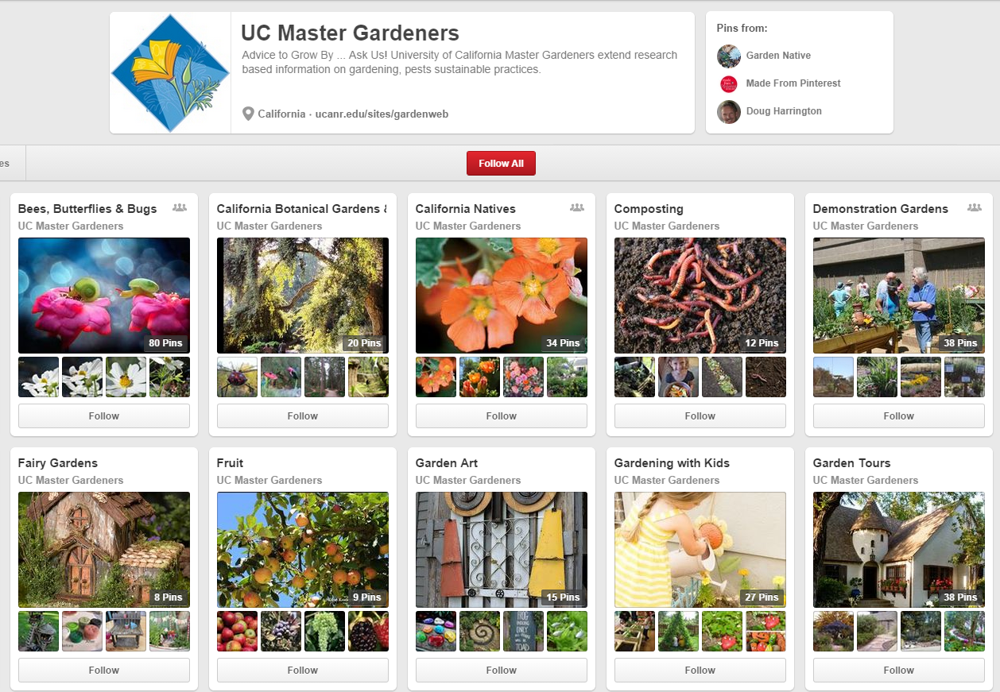 UC Master Gardeners
Advice to Grow By ... Ask Us! University of California Master Gardeners extend research
based information on gardening, pests sustainable practices.
California · ucanr.edu/sites/gardenweb
Pins from:
Garden Native
Made From Pinterest
Doug Harrington
es
Follow All
Bees, Butterflies & Bugs
UC Master Gardeners
80 Pins
Follow
California Botanical Gardens &
UC Master Gardeners
20 Pins
Follow
California Natives
UC Master Gardeners
34 Pins
Follow
Composting
UC Master Gardeners
12 Pins
Follow
Demonstration Gardens
UC Master Gardeners
38 Pins
Follow
Fairy Gardens
UC Master Gardeners
8 Pins
Follow
Fruit
UC Master Gardeners
9 Pins
Follow
Garden Art
UC Master Gardeners
15 Pins
FROG
PARKING
ONLY
TOAD
Follow
Gardening with Kids
UC Master Gardeners
27 Pins
Follow
Garden Tours
UC Master Gardeners
38 Pins
Follow